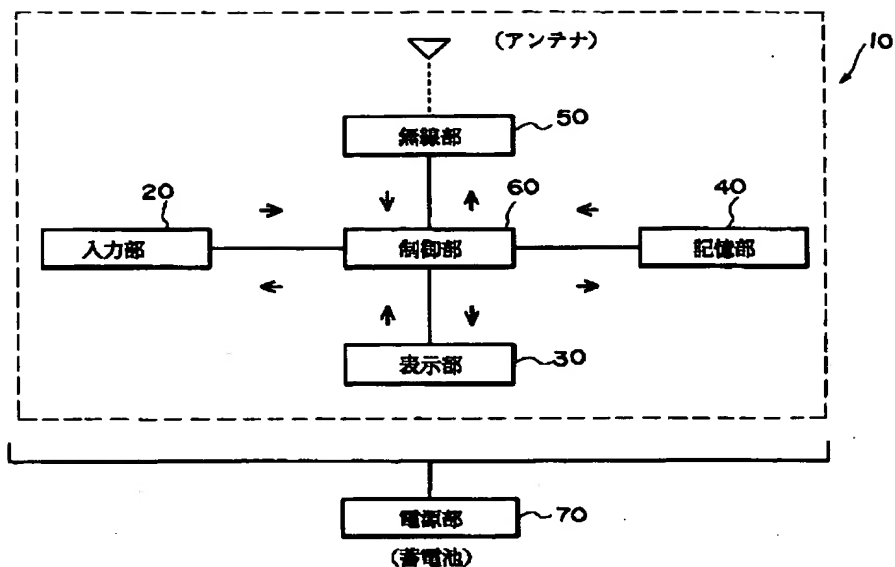 (アンテナ)
10
50
無線部
20
60
40
入力部
制御部
記憶部
表示部
30
電源部
70
(蓄電池)